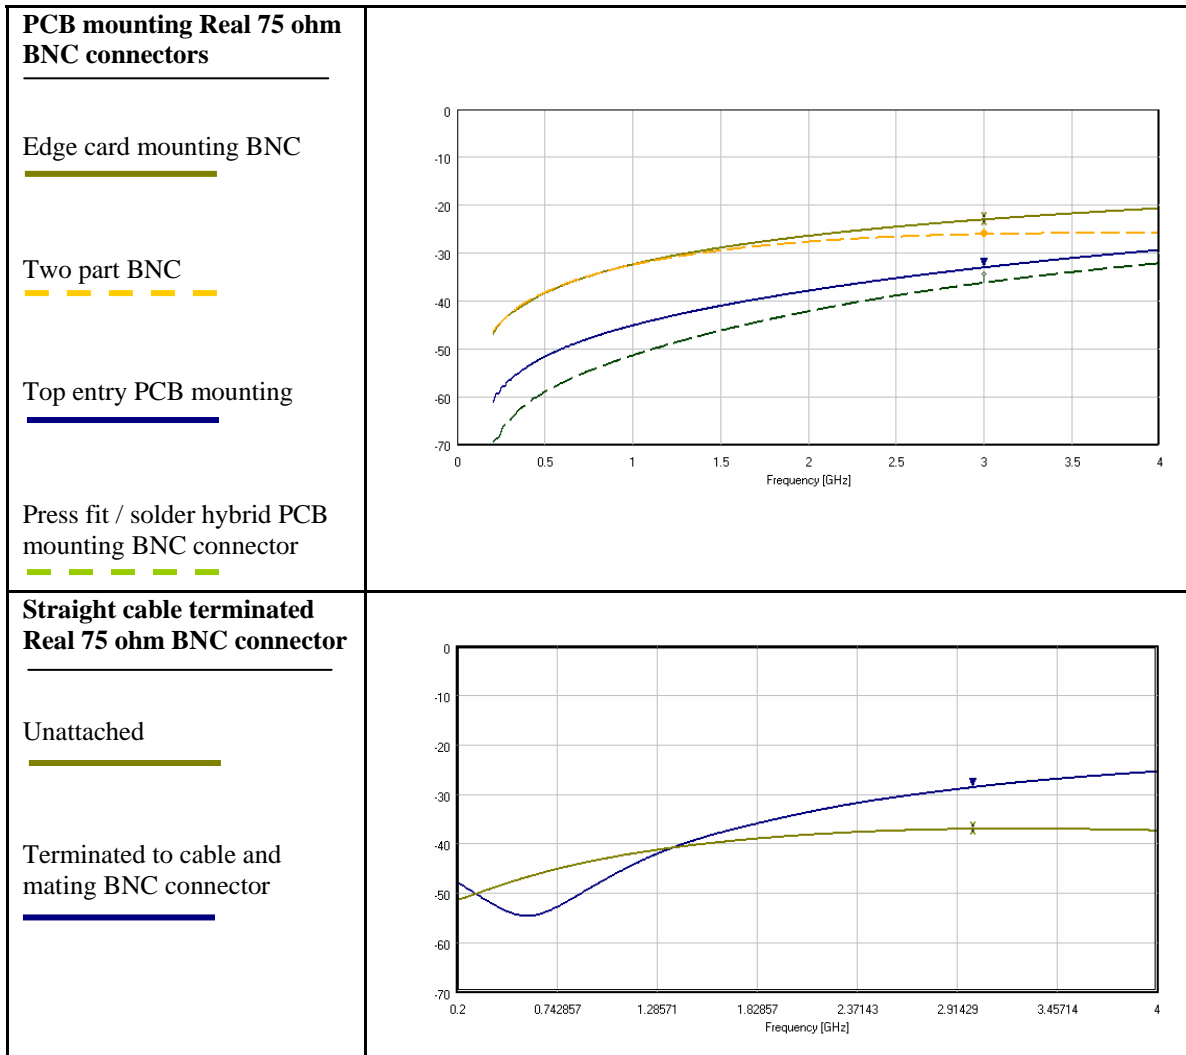 PCB mounting Real 75 ohm
BNC connectors
Edge card mounting BNC
Two part BNC
Top entry PCB mounting
Press fit / solder hybrid PCB
mounting BNC connector
0
-10
-20
-30
-40
-50
-60
-70
0 0.5 1 1.5 2 2.5 3 3.5 4
Frequency [GHz]
Straight cable terminated
Real 75 ohm BNC connector
Unattached
Terminated to cable and
mating BNC connector
0
-10
-20
-30
-40
-50
-60
-70
0.2 0.742857 1.28571 1.82857 2.37143 2.91429 3.45714 4
Frequency [GHz]